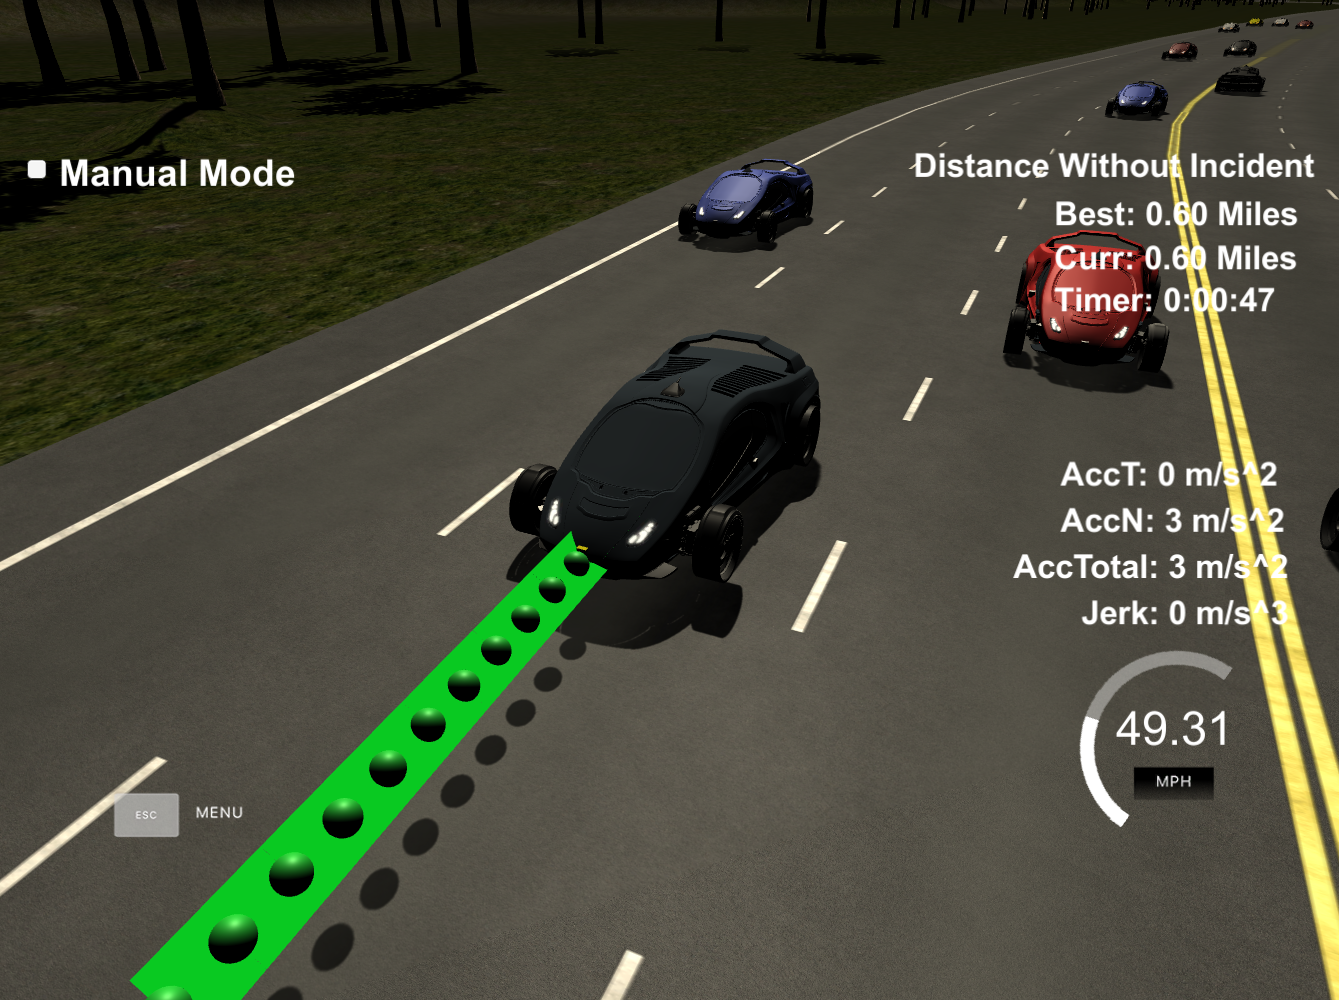 Manual Mode
Distance Without Incident
Best: 0.60 Miles
Curr: 0.60 Miles
Timer: 0:00:47
AccT: 0 m/s^2
AccN: 3 m/s^2
AccTotal: 3 m/s^2
Jerk: 0 m/s^3
49.31
MPH
ESC MENU